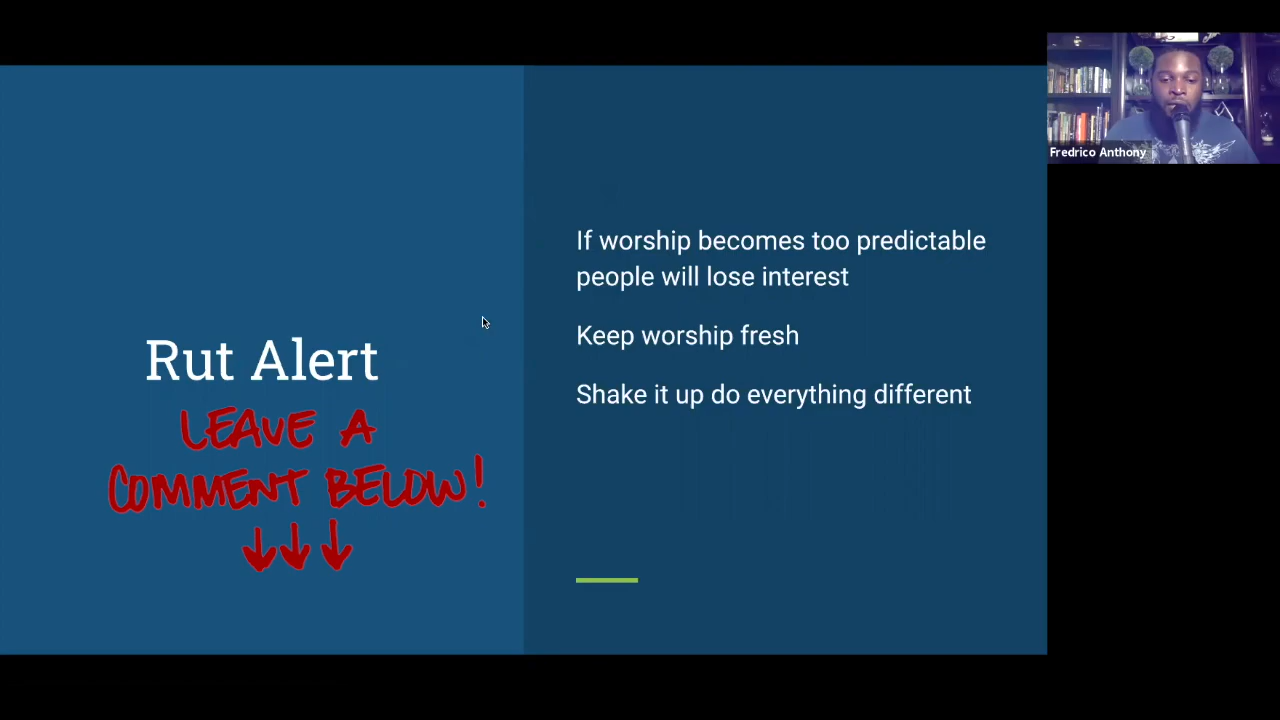 Rut Alert
LEAVE A
COMMENT BELOW!
If worship becomes too predictable
people will lose interest
Keep worship fresh
Shake it up do everything different
Fredrico Anthony